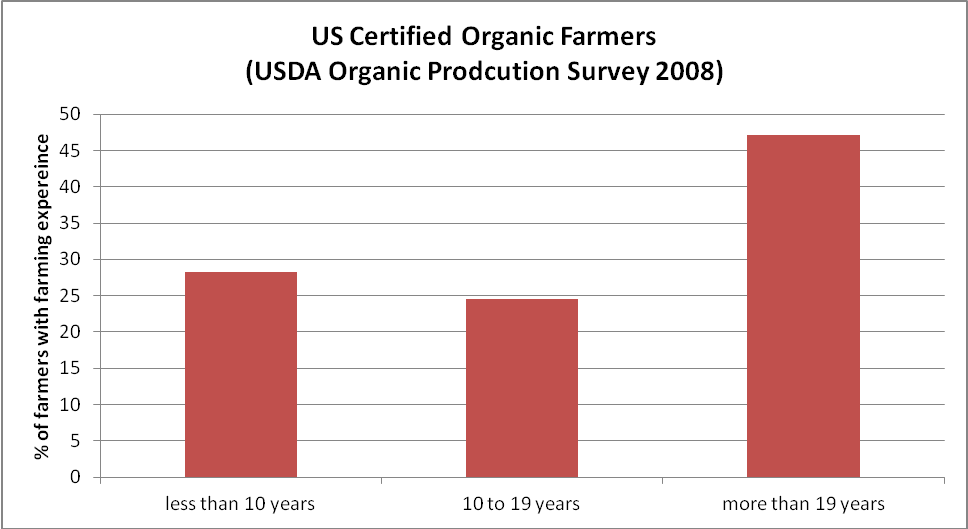 US Certified Organic Farmers
(USDA Organic Prodcution Survey 2008)
% of farmers with farming expereince
50
45
40
35
30
25
20
15
10
5
0
less than 10 years
10 to 19 years
more than 19 years